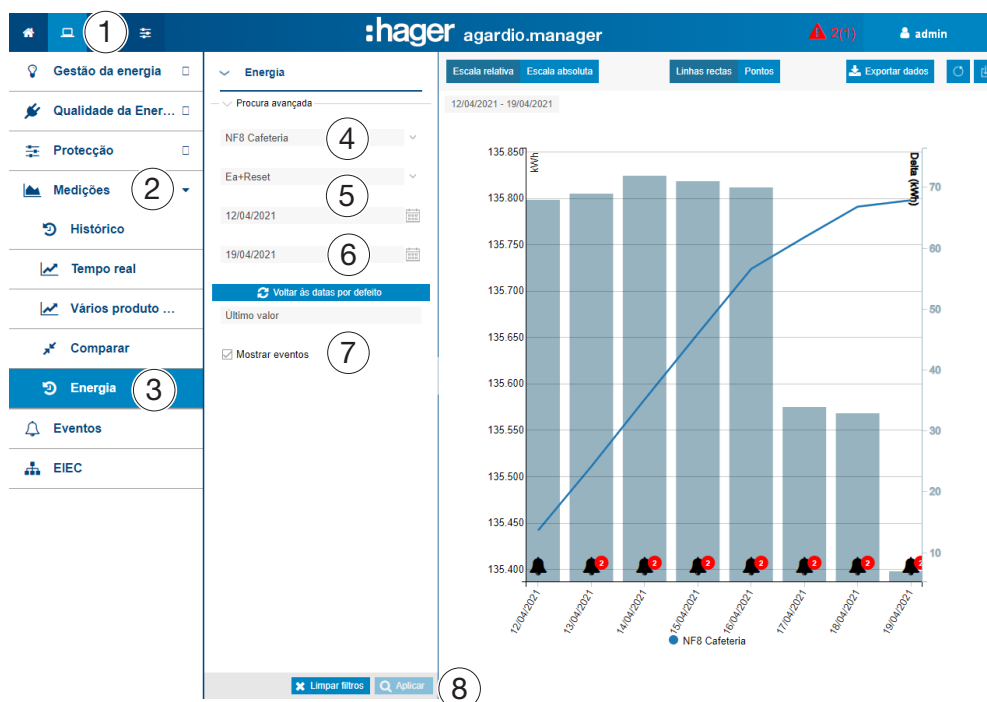 1
:hager agardio.manager
2(1)
admin
Gestão da energia
Qualidade da Ener...
Protecção
Medições
2
Histórico
Tempo real
Vários produto ...
Comparar
Energia
3
Eventos
EIEC
Energia
Procura avançada
NF8 Cafeteria
4
Ea+Reset
5
12/04/2021
19/04/2021
6
Voltar às datas por defeito
Último valor
Mostrar eventos
7
Limpar filtros
Aplicar
8
Escala relativa
Escala absoluta
Linhas rectas
Pontos
Exportar dados
12/04/2021 - 19/04/2021
kWh
135.850
135.800
135.750
135.700
135.650
135.600
135.550
135.500
135.450
135.400
Delta (kWh)
70
60
50
40
30
20
10
2
2
2
2
2
2
2
12/04/2021
13/04/2021
14/04/2021
15/04/2021
16/04/2021
17/04/2021
18/04/2021
19/04/2021
NF8 Cafeteria